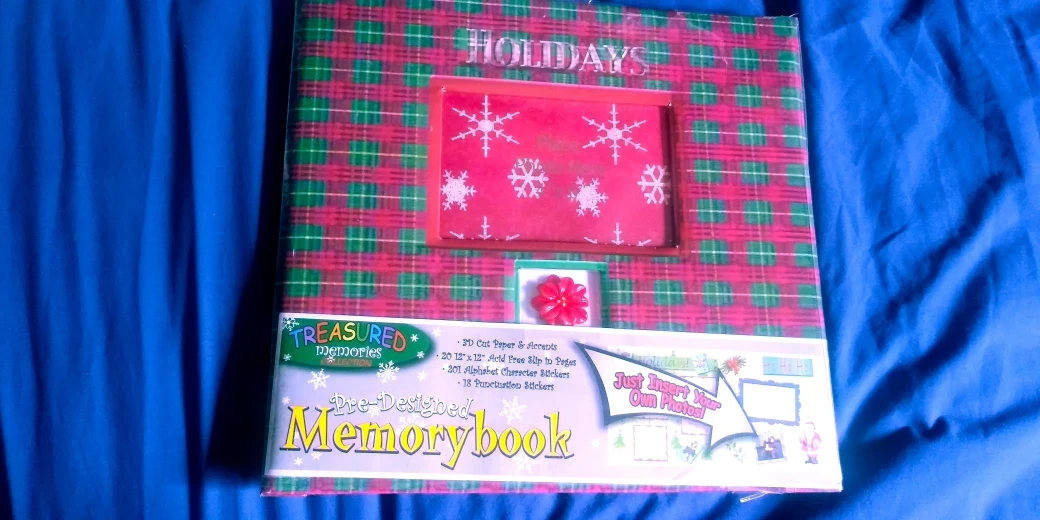 HOLIDAYS
TREASURED
memories
COLLECTION
• 3D Cut Paper & Accents
• 20 12" x 12" Acid Free Slip in Pages
• 201 Alphabet Character Stickers
• 18 Punctuation Stickers
Pre-Designed
Memorybook
Just Insert Your
Own Photos!